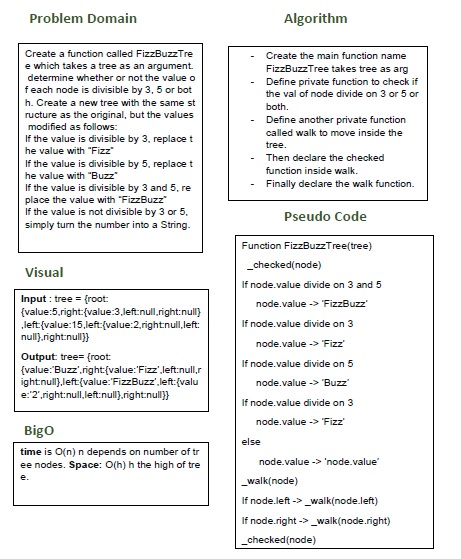 Problem Domain
Create a function called FizzBuzzTre
e which takes a tree as an argument.
determine whether or not the value o
f each node is divisible by 3, 5 or bot
h. Create a new tree with the same st
ructure as the original, but the values
modified as follows:
If the value is divisible by 3, replace t
he value with "Fizz"
If the value is divisible by 5, replace t
he value with "Buzz"
If the value is divisible by 3 and 5, re
place the value with "FizzBuzz"
If the value is not divisible by 3 or 5,
simply turn the number into a String.
Visual
Input : tree = {root:
{value:5,right:{value:3,left:null,right:null}
,left:{value:15,left:{value:2,right:null,left:
null},right:null}}
Output: tree= {root:
{value:'Buzz',right:{value:'Fizz',left:null,r
ight:null},left:{value:'FizzBuzz',left:{valu
e:'2',right:null,left:null},right:null}}
BigO
time is O(n) n depends on number of tr
ee nodes. Space: O(h) h the high of tre
e.
Algorithm
- Create the main function name
FizzBuzzTree takes tree as arg
- Define private function to check if
the val of node divide on 3 or 5 or
both.
- Define another private function
called walk to move inside the
tree.
- Then declare the checked
function inside walk.
- Finally declare the walk function.
Pseudo Code
Function FizzBuzzTree(tree)
_checked(node)
If node.value divide on 3 and 5
node.value -> 'FizzBuzz'
If node.value divide on 3
node.value -> 'Fizz'
If node.value divide on 5
node.value -> 'Buzz'
If node.value divide on 3
node.value -> 'Fizz'
else
node.value -> 'node.value'
_walk(node)
If node.left -> _walk(node.left)
If node.right -> _walk(node.right)
_checked(node)